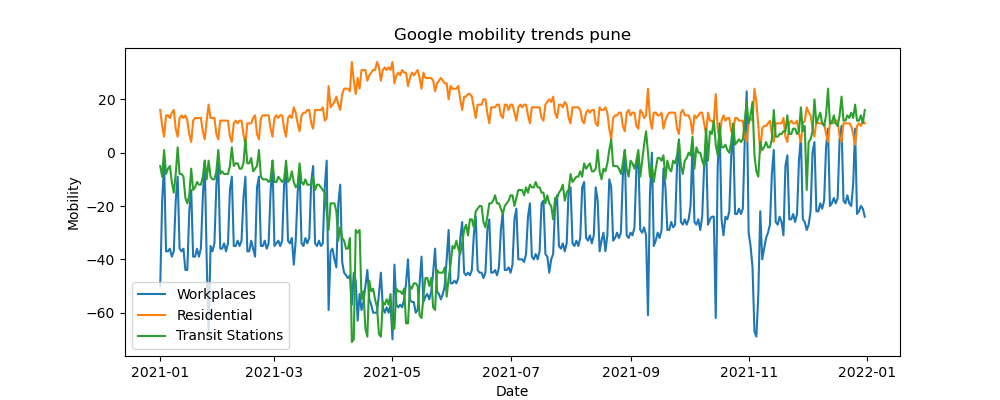 Google mobility trends pune
Mobility
20
0
−20
−40
−60
Workplaces
Residential
Transit Stations
2021-01
2021-03
2021-05
2021-07
2021-09
2021-11
2022-01
Date